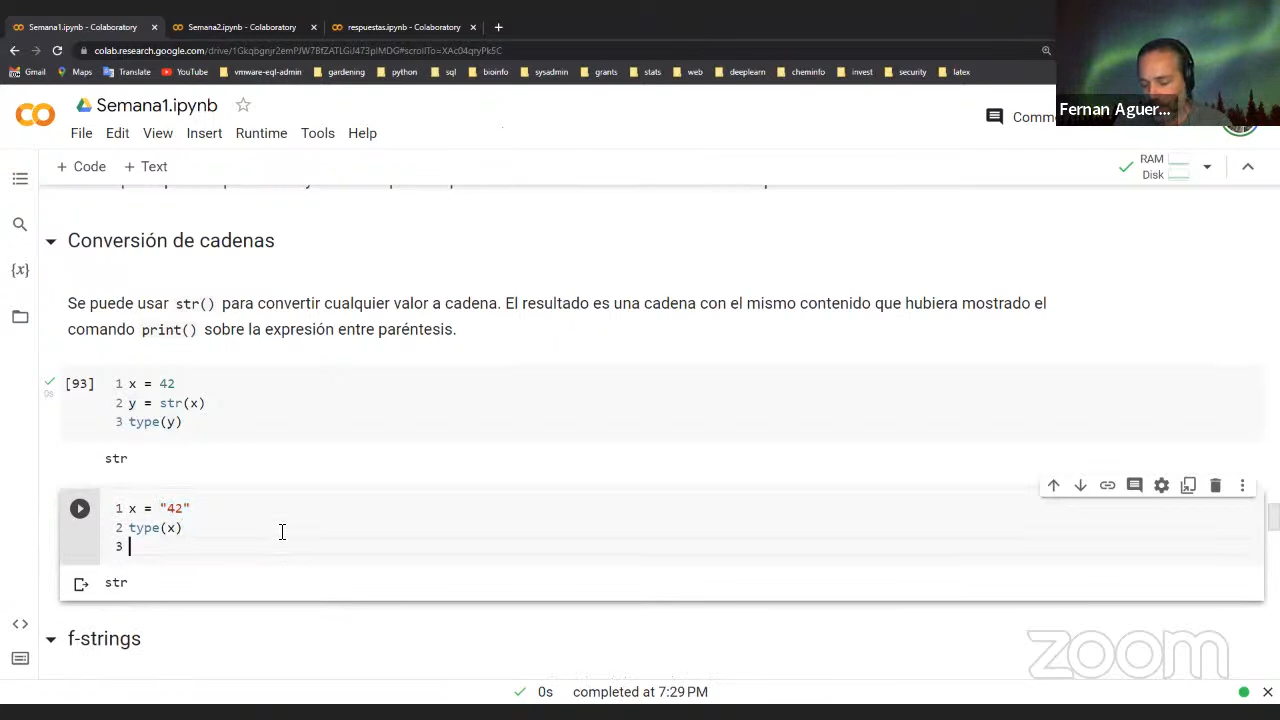 Semana1.ipynb - Colaboratory
Semana2.ipynb - Colaboratory
respuestas.ipynb - Colaboratory
Gmail
Maps
Translate
YouTube
vmware-eql-admin
gardening
python
sql
bioinfo
sysadmin
grants
stats
web
deeplearn
cheminfo
invest
security
latex
Fernan Aguer...
Semana1.ipynb
File Edit View Insert Runtime Tools Help
+ Code + Text
RAM
Disk
Conversión de cadenas
Se puede usar str() para convertir cualquier valor a cadena. El resultado es una cadena con el mismo contenido que hubiera mostrado el
comando print() sobre la expresión entre paréntesis.
[93]
0s
1 x = 42
2 y = str(x)
3 type(y)
str
1 x = "42"
2 type(x)
3
str
f-strings
zoom
0s completed at 7:29 PM